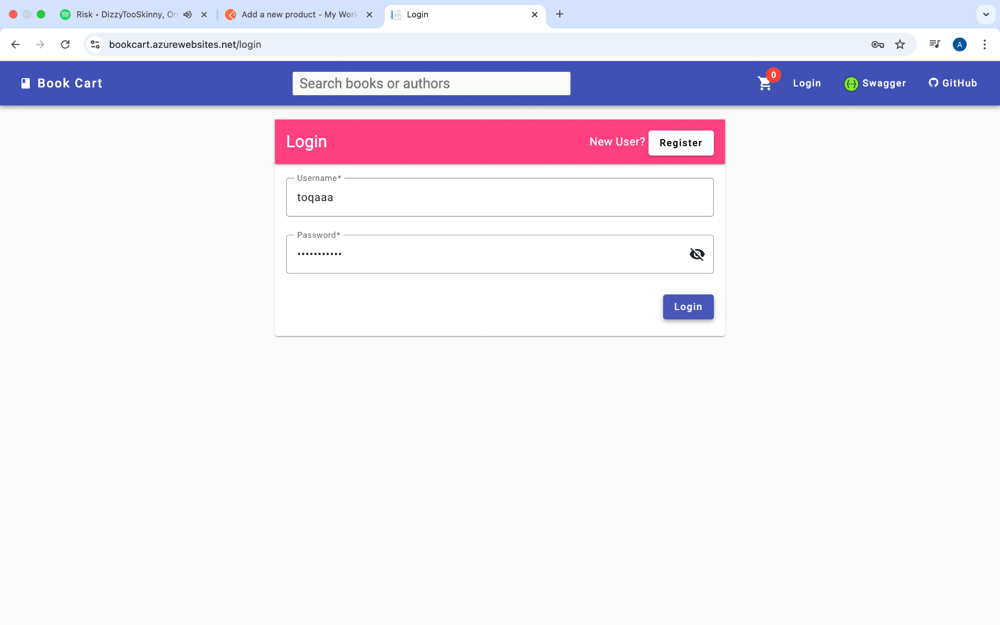 Risk • DizzyTooSkinny, On
Add a new product - My Work
Login
bookcart.azurewebsites.net/login
A
Book Cart
Search books or authors
0
Login
Swagger
GitHub
Login
New User?
Register
Username*
toqaaa
Password*
•••••••••••
Login